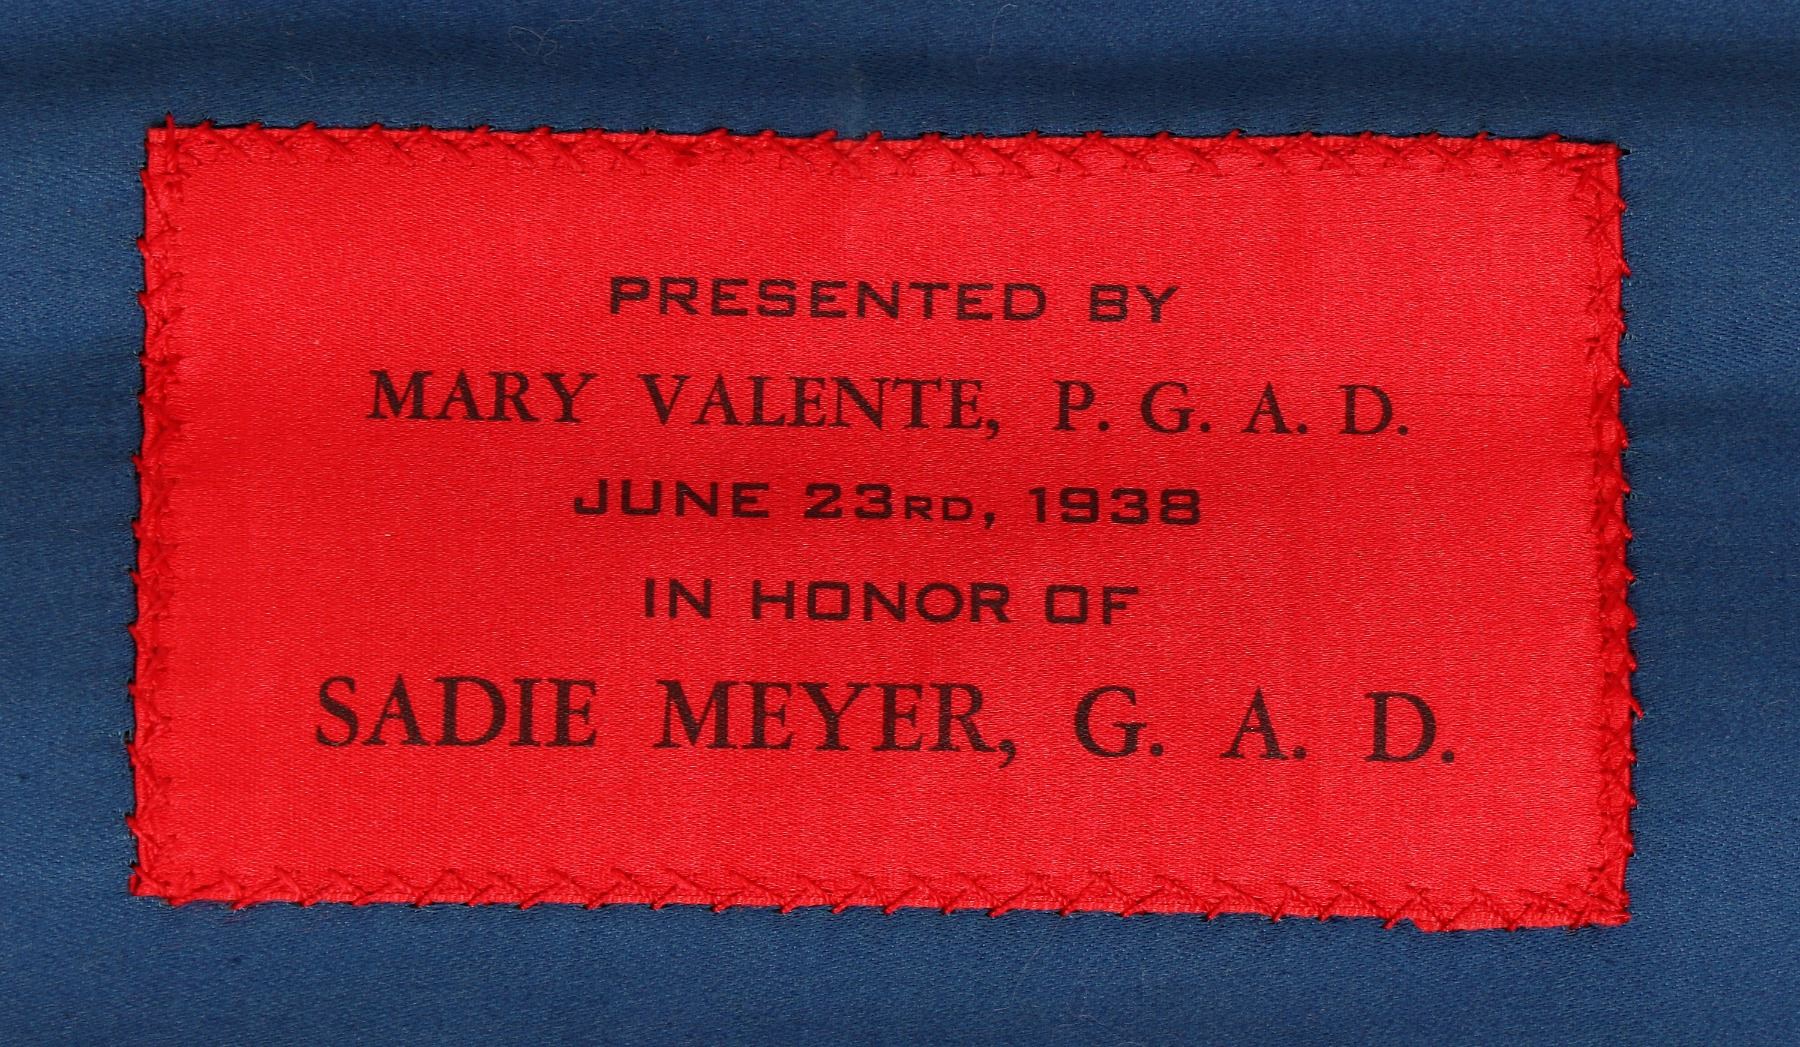 PRESENTED BY
MARY VALENTE, P. G. A. D.
JUNE 23RD, 1938
IN HONOR OF
SADIE MEYER, G. A. D.